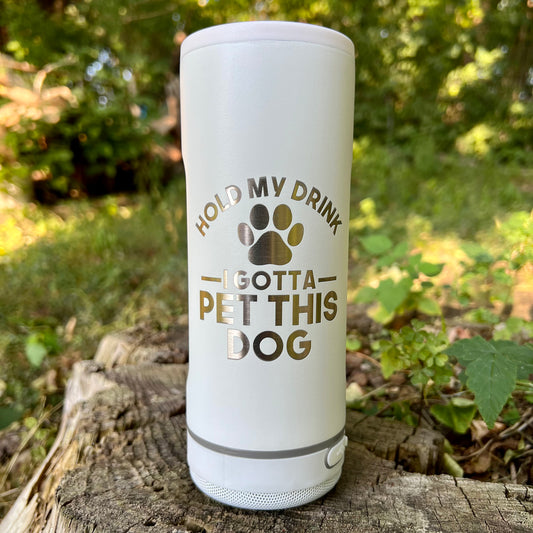 HOLD MY DRINK
I GOTTA
PET THIS
DOG